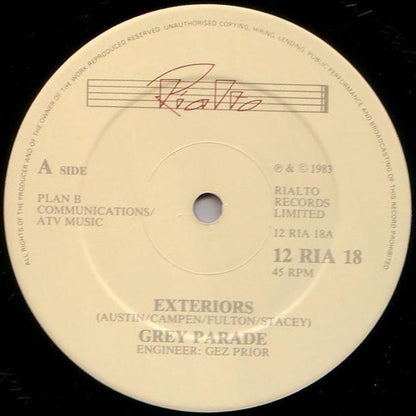 ALL RIGHTS OF THE PRODUCER AND OF THE OWNER OF THE WORK REPRODUCED RESERVED. UNAUTHORISED COPYING, HIRING, LENDING, PUBLIC PERFORMANCE AND BROADCASTING OF THIS RECORD PROHIBITED
Rialto
A SIDE
℗ & © 1983
PLAN B
COMMUNICATIONS/
ATV MUSIC
RIALTO
RECORDS
LIMITED
12 RIA 18A
12 RIA 18
45 RPM
EXTERIORS
(AUSTIN/CAMPEN/FULTON/STACEY)
GREY PARADE
ENGINEER: GEZ PRIOR